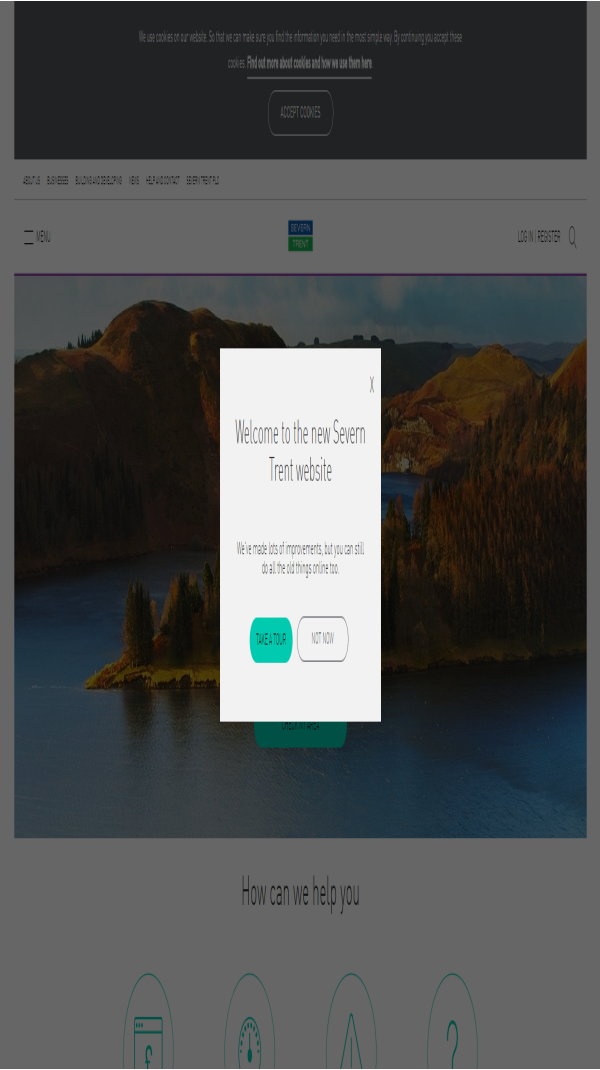 We use cookies on our website. So that we can make sure you find the information you need in the most simple way. By continuing you accept these
cookies. Find out more about cookies and how we use them here
ACCEPT COOKIES
ABOUT US BUSINESSES BUILDING AND DEVELOPING NEWS HELP AND CONTACT SEVERN TRENT PLC
MENU
SEVERN
TRENT
LOG IN | REGISTER
X
Welcome to the new Severn
Trent website
We've made lots of improvements, but you can still
do all the old things online too.
TAKE A TOUR
NOT NOW
How can we help you
£
?